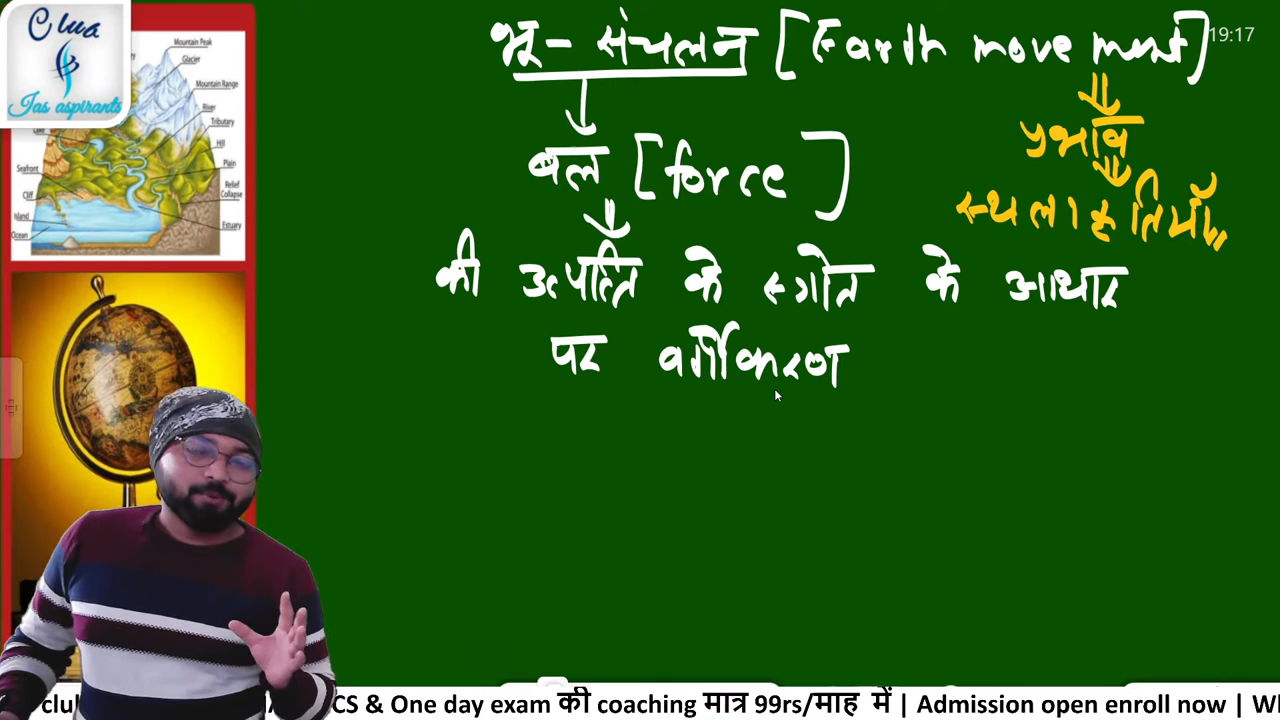 Clua
Ias aspirants
Mountain Peak
Glacier
Mountain Range
River
Tributary
Hill
Plain
Lake
Seafront
Cliff
Relief
Collapse
Island
Estuary
Ocean
भू - संचलन [Earth movement]
19:17
प्रभाव
बल [force]
स्थलाकृतियाँ
की उत्पत्ति के स्त्रोत के आधार
पर वर्गीकरण
CS & One day exam की coaching मात्र 99rs/माह में | Admission open enroll now |